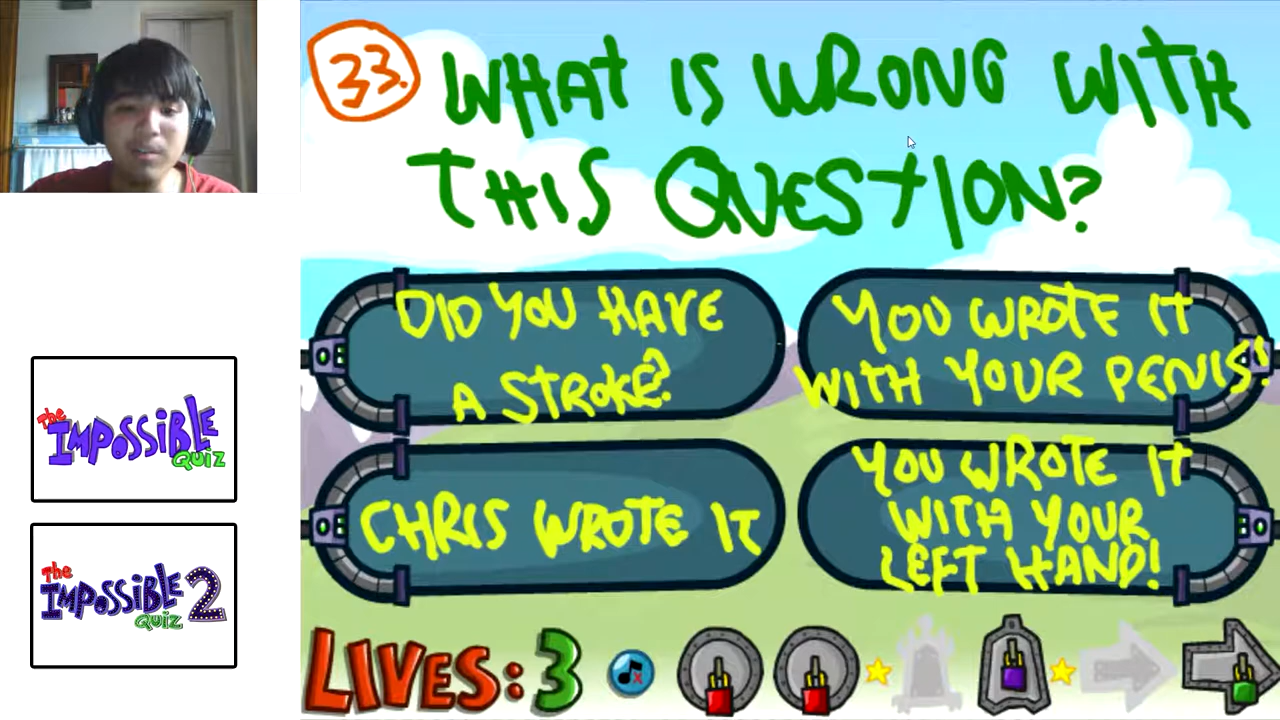 33. WHAT IS WRONG WITH
THIS QUESTION?
DID YOU HAVE
A STROKE?
YOU WROTE IT
WITH YOUR PENIS!
CHRIS WROTE IT
YOU WROTE IT
WITH YOUR
LEFT HAND!
The
IMPOSSiBLE
QUiZ
The
IMPOSSiBLE 2
QUiZ
LIVES: 3